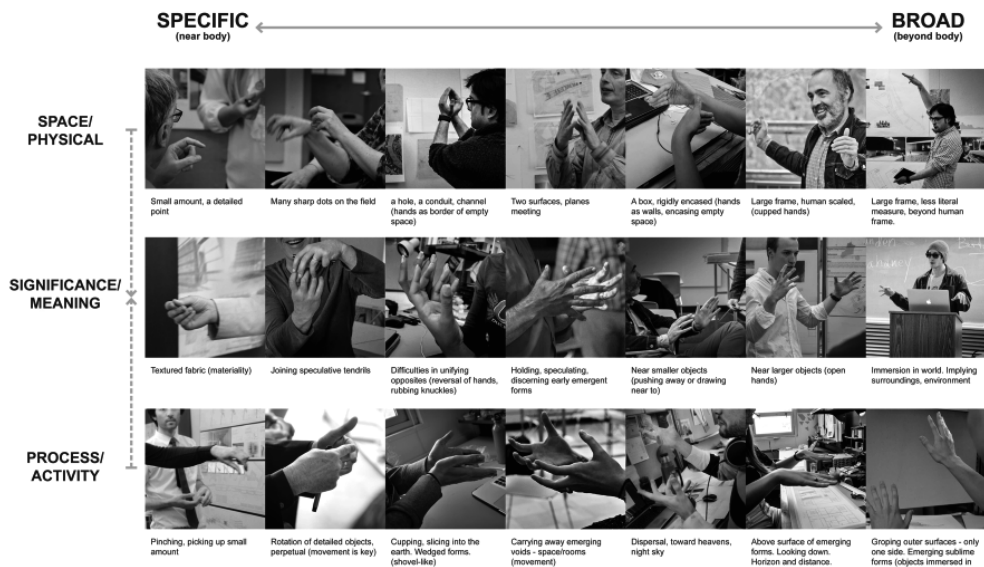 SPECIFIC
(near body)
BROAD
(beyond body)
SPACE/
PHYSICAL
Small amount, a detailed
point
Many sharp dots on the field
a hole, a conduit, channel
(hands as border of empty
space)
Two surfaces, planes
meeting
A box, rigidly encased (hands
as walls, encasing empty
space)
Large frame, human scaled,
(cupped hands)
Large frame, less literal
measure, beyond human
frame.
SIGNIFICANCE/
MEANING
Textured fabric (materiality)
Joining speculative tendrils
Difficulties in unifying
opposites (reversal of hands,
rubbing knuckles)
Holding, speculating,
discerning early emergent
forms
Near smaller objects
(pushing away or drawing
near to)
Near larger objects (open
hands)
Immersion in world. Implying
surroundings, environment
PROCESS/
ACTIVITY
Pinching, picking up small
amount
Rotation of detailed objects,
perpetual (movement is key)
Cupping, slicing into the
earth. Wedged forms.
(shovel-like)
Carrying away emerging
voids - space/rooms
(movement)
Dispersal, toward heavens,
night sky
Above surface of emerging
forms. Looking down.
Horizon and distance.
Groping outer surfaces - only
one side. Emerging sublime
forms (objects immersed in